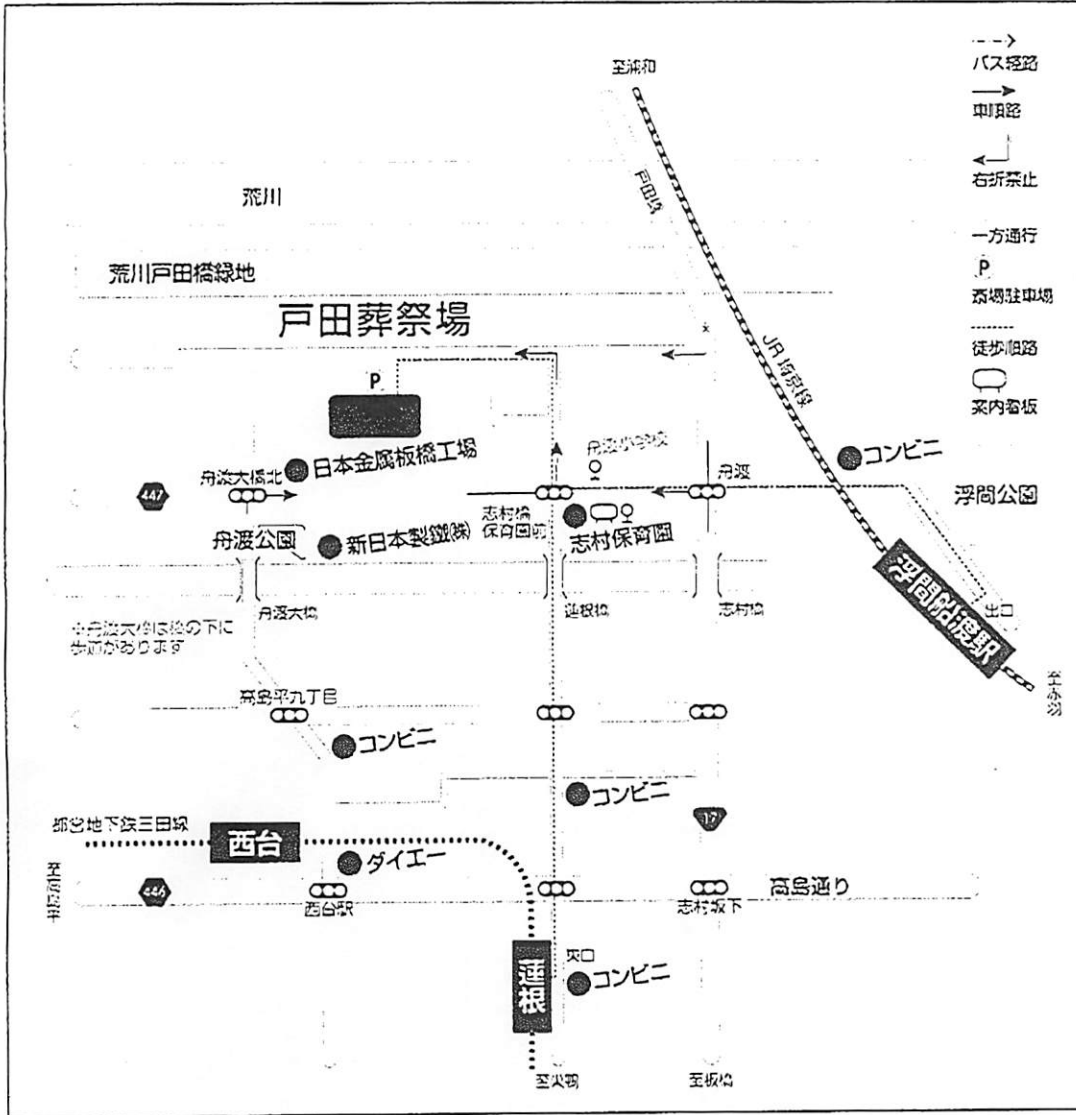 バス経路
至浦和
車順路
右折禁止
戸田線
荒川
一方通行
P
荒川戸田橋緑地
斎場駐車場
戸田葬祭場
徒歩順路
JR埼京線
P
案内看板
舟渡小学校
コンビニ
日本金属板橋工場
舟渡大橋北
舟渡
447
浮間公園
志村橋
保育園前
舟渡公園
新日本製鐵㈱
志村保育園
浮間船渡駅
出口
舟渡大橋
蓮根橋
志村橋
※舟渡大橋は橋の下に
歩道があります
至赤羽
高島平九丁目
コンビニ
コンビニ
17
都営地下鉄三田線
西台
ダイエー
至高島平
446
高島通り
西台駅
志村坂下
蓮根
コンビニ
至板橋